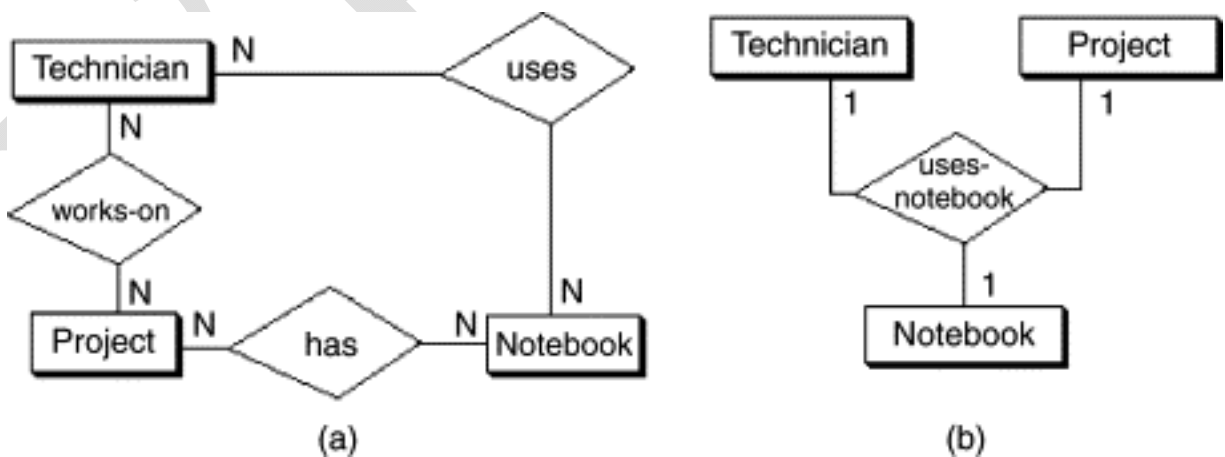 Technician
N
uses
N
works-on
N
N
Project
N
has
N
N
Notebook
(a)
Technician
Project
1
1
uses-
notebook
1
Notebook
(b)